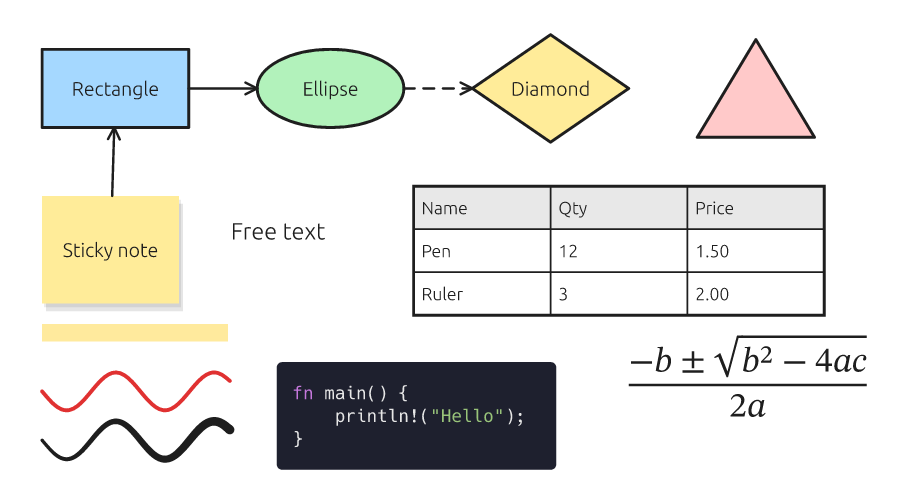 Rectangle
Ellipse
Diamond
Sticky note
Free text
Name Qty Price
Pen 12 1.50
Ruler 3 2.00
fn main() {
    println!("Hello");
}
−b ± √(b² − 4ac)
2a